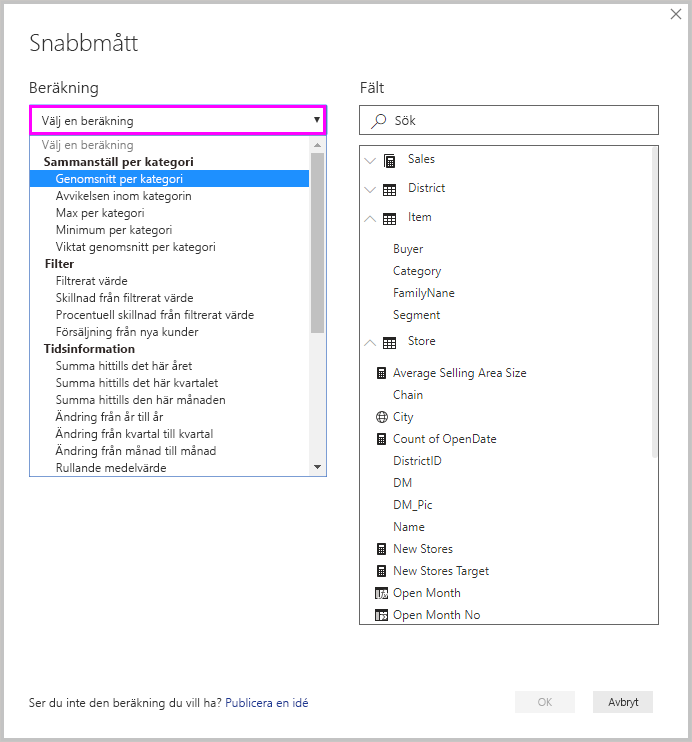 Snabbmått
Beräkning
Välj en beräkning
Välj en beräkning
Sammanställ per kategori
Genomsnitt per kategori
Avvikelsen inom kategorin
Max per kategori
Minimum per kategori
Viktat genomsnitt per kategori
Filter
Filtrerat värde
Skillnad från filtrerat värde
Procentuell skillnad från filtrerat värde
Försäljning från nya kunder
Tidsinformation
Summa hittills det här året
Summa hittills det här kvartalet
Summa hittills den här månaden
Ändring från år till år
Ändring från kvartal till kvartal
Ändring från månad till månad
Rullande medelvärde
Fält
Sök
Sales
District
Item
Buyer
Category
FamilyNane
Segment
Store
Average Selling Area Size
Chain
City
Count of OpenDate
DistrictID
DM
DM_Pic
Name
New Stores
New Stores Target
Open Month
Open Month No
Ser du inte den beräkning du vill ha? Publicera en idé
OK
Avbryt